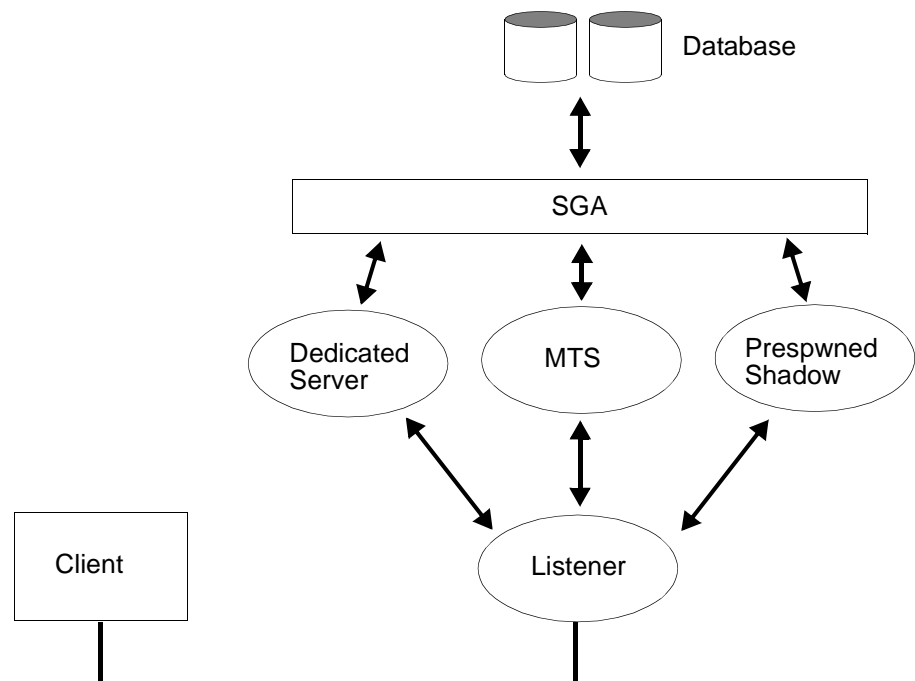 Database
SGA
Dedicated
Server
MTS
Prespwned
Shadow
Client
Listener